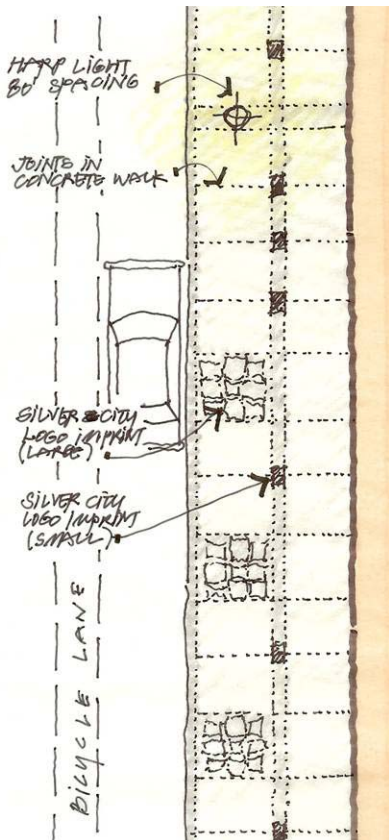 HARP LIGHT
80' SPACING
JOINTS IN
CONCRETE WALK
SILVER CITY
LOGO IMPRINT
(LARGE)
SILVER CITY
LOGO IMPRINT
(SMALL)
BICYCLE LANE